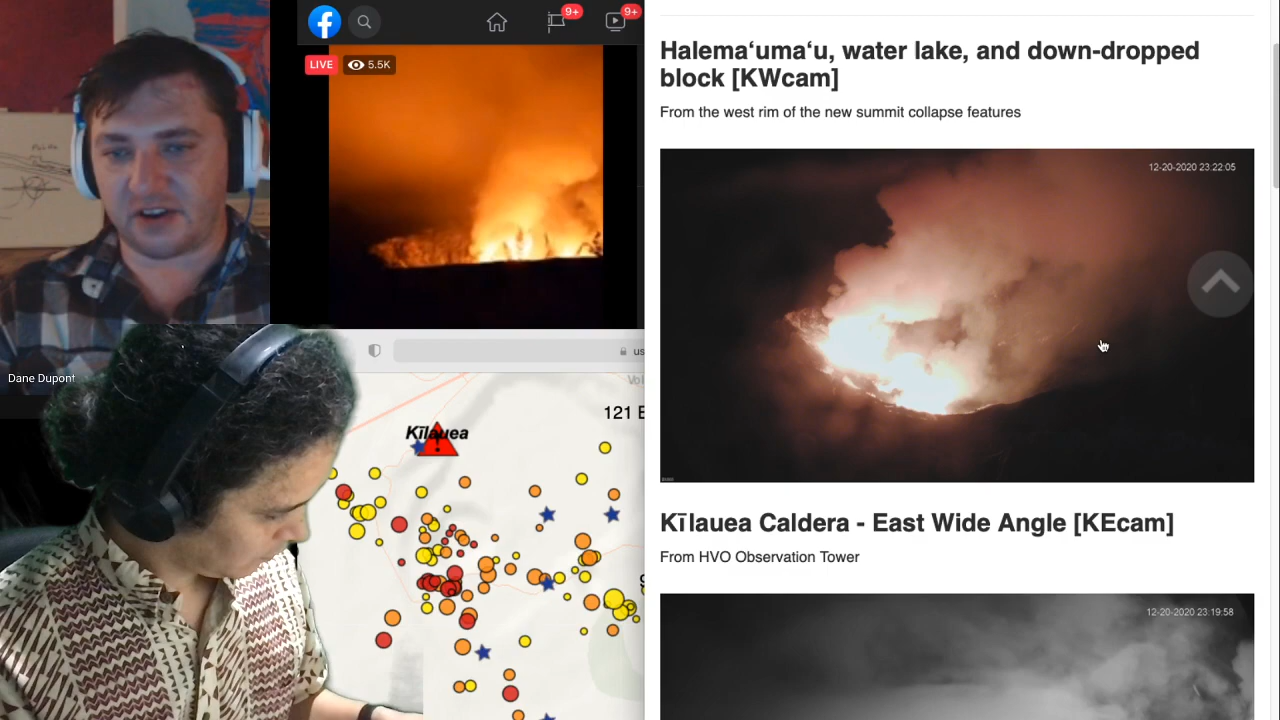 9+
9+
LIVE
5.5K
Dane Dupont
us
121 E
Kīlauea
Halemaʻumaʻu, water lake, and down-dropped
block [KWcam]
From the west rim of the new summit collapse features
12-20-2020 23:22:05
Kīlauea Caldera - East Wide Angle [KEcam]
From HVO Observation Tower
12-20-2020 23:19:58